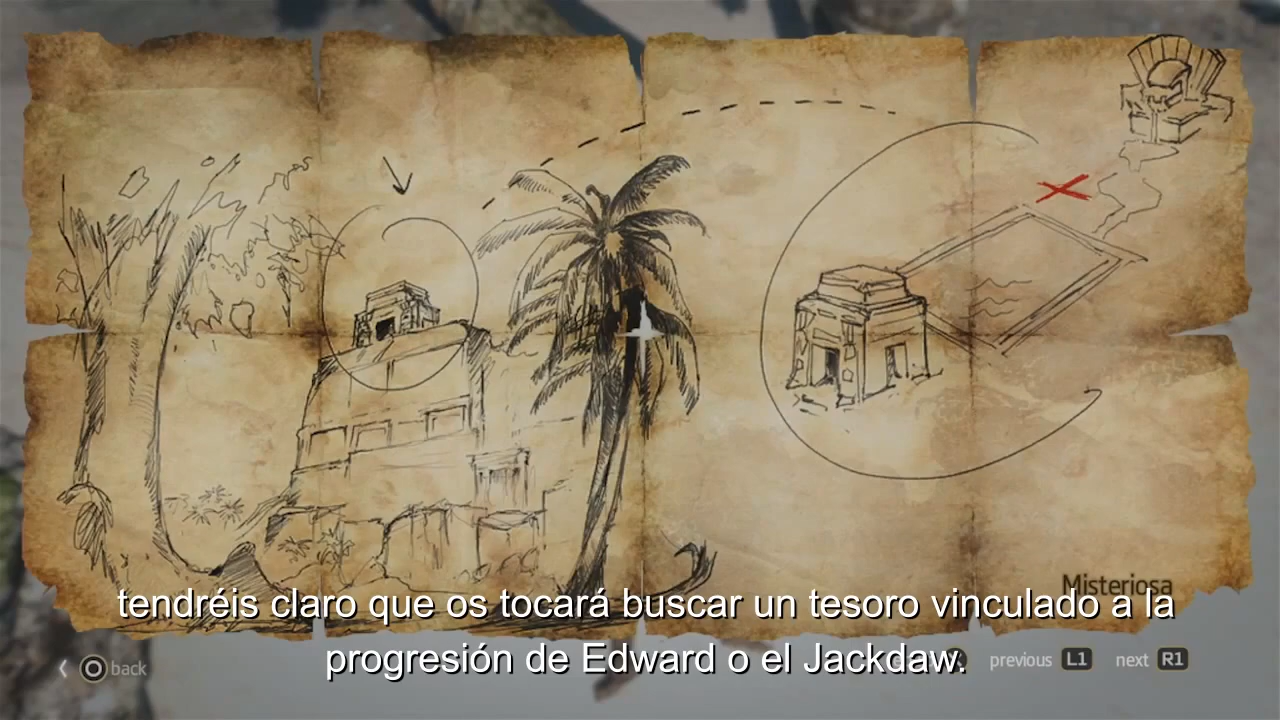 Misteriosa
tendréis claro que os tocará buscar un tesoro vinculado a la
progresión de Edward o el Jackdaw.
back
previous L1 next R1